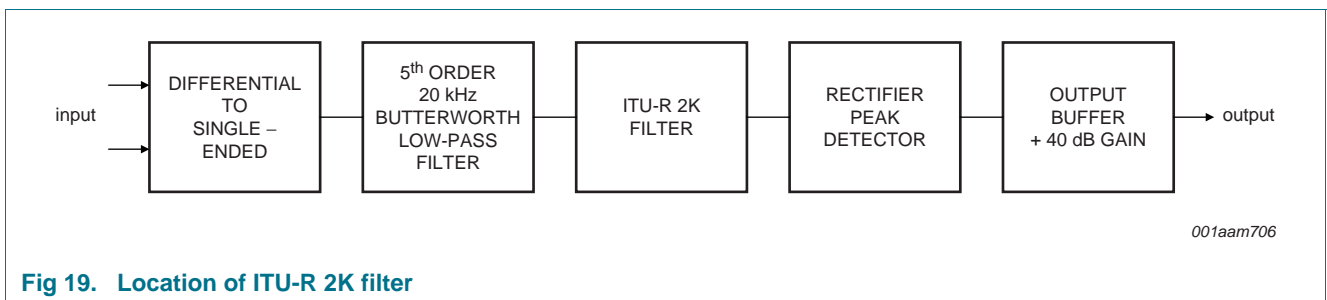 input
DIFFERENTIAL
TO
SINGLE –
ENDED
5th ORDER
20 kHz
BUTTERWORTH
LOW-PASS
FILTER
ITU-R 2K
FILTER
RECTIFIER
PEAK
DETECTOR
OUTPUT
BUFFER
+ 40 dB GAIN
output
001aam706
Fig 19. Location of ITU-R 2K filter